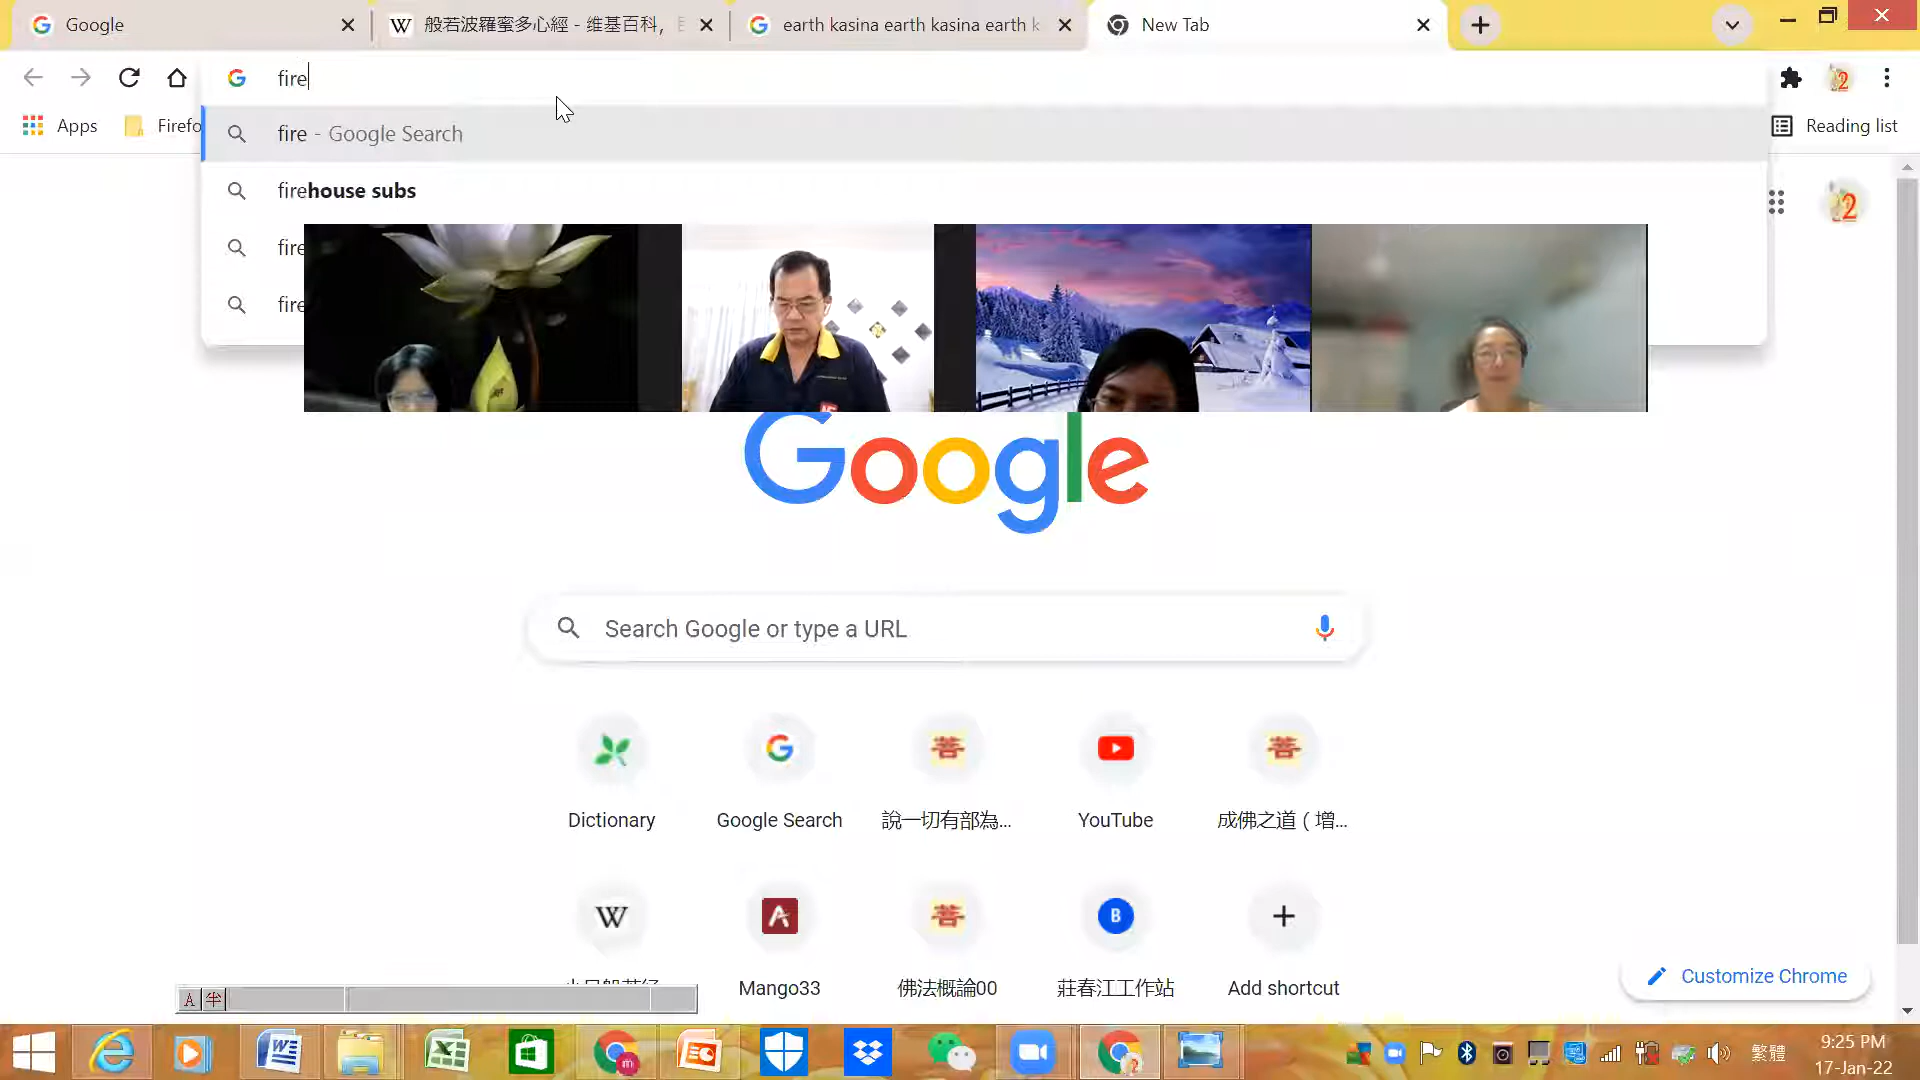 Google
般若波羅蜜多心經 - 维基百科，
earth kasina earth kasina earth k
New Tab
fire
Apps
Firefo
Reading list
fire - Google Search
firehouse subs
fire
fire
2
2
Google
Search Google or type a URL
Dictionary
Google Search
說一切有部為...
YouTube
成佛之道（增...
Mango33
佛法概論00
莊春江工作站
Add shortcut
Customize Chrome
A 半
繁體
9:25 PM
17-Jan-22